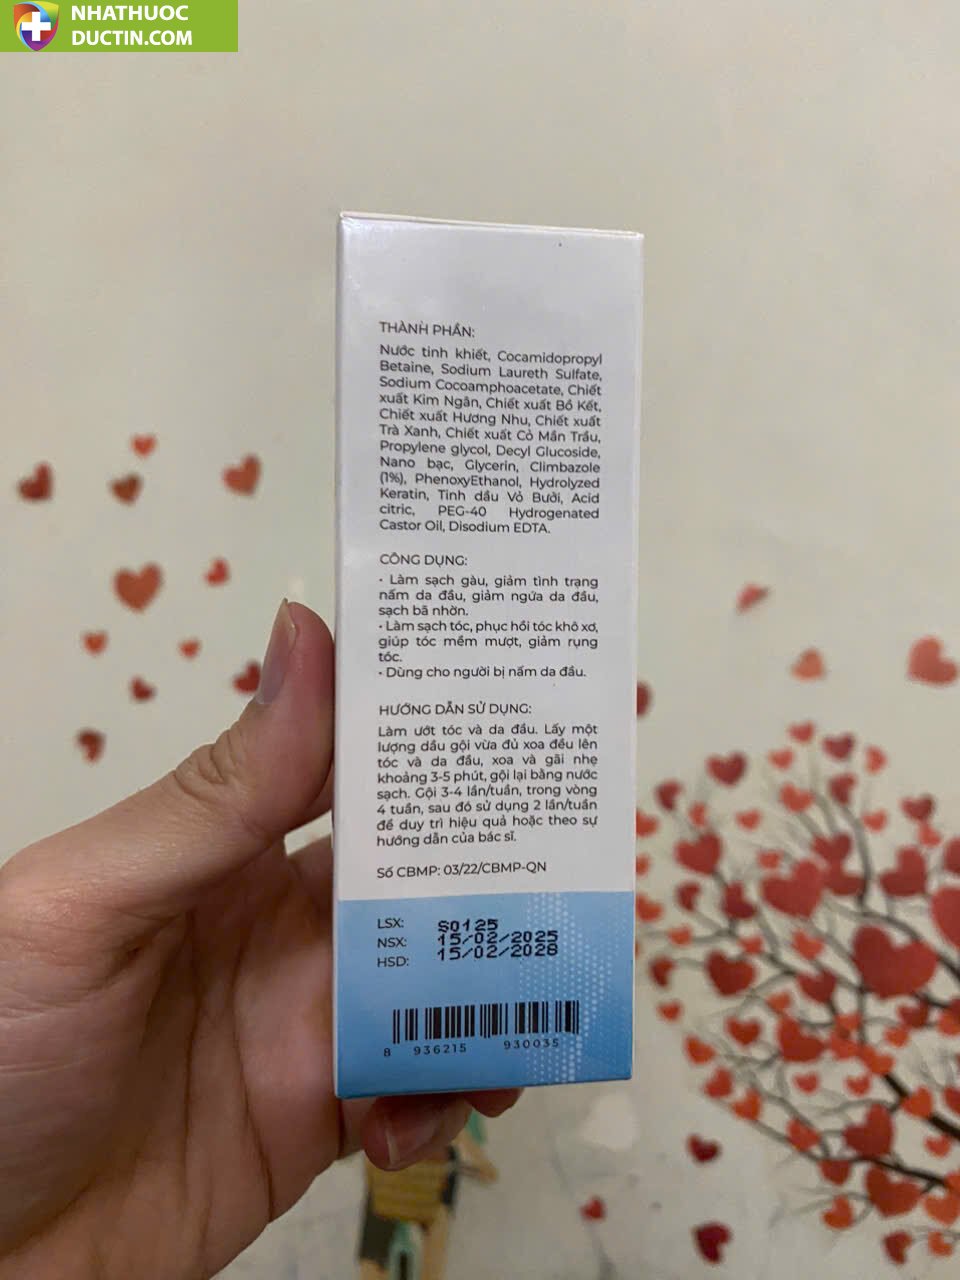 NHATHUOC
DUCTIN.COM
THÀNH PHẦN:
Nước tinh khiết, Cocamidopropyl
Betaine, Sodium Laureth Sulfate,
Sodium Cocoamphoacetate, Chiết
xuất Kim Ngân, Chiết xuất Bồ Kết,
Chiết xuất Hương Nhu, Chiết xuất
Trà Xanh, Chiết xuất Cỏ Mần Trầu,
Propylene glycol, Decyl Glucoside,
Nano bạc, Glycerin, Climbazole
(1%), PhenoxyEthanol, Hydrolyzed
Keratin, Tinh dầu Vỏ Bưởi, Acid
citric, PEG-40 Hydrogenated
Castor Oil, Disodium EDTA.
CÔNG DỤNG:
• Làm sạch gàu, giảm tình trạng
nấm da đầu, giảm ngứa da đầu,
sạch bã nhờn.
• Làm sạch tóc, phục hồi tóc khô xơ,
giúp tóc mềm mượt, giảm rụng
tóc.
• Dùng cho người bị nấm da đầu.
HƯỚNG DẪN SỬ DỤNG:
Làm ướt tóc và da đầu. Lấy một
lượng dầu gội vừa đủ xoa đều lên
tóc và da đầu, xoa và gãi nhẹ
khoảng 3-5 phút, gội lại bằng nước
sạch. Gội 3-4 lần/tuần, trong vòng
4 tuần, sau đó sử dụng 2 lần/tuần
để duy trì hiệu quả hoặc theo sự
hướng dẫn của bác sĩ.
Số CBMP: 03/22/CBMP-QN
LSX: S0125
NSX: 15/02/2025
HSD: 15/02/2028
8 936215 930035